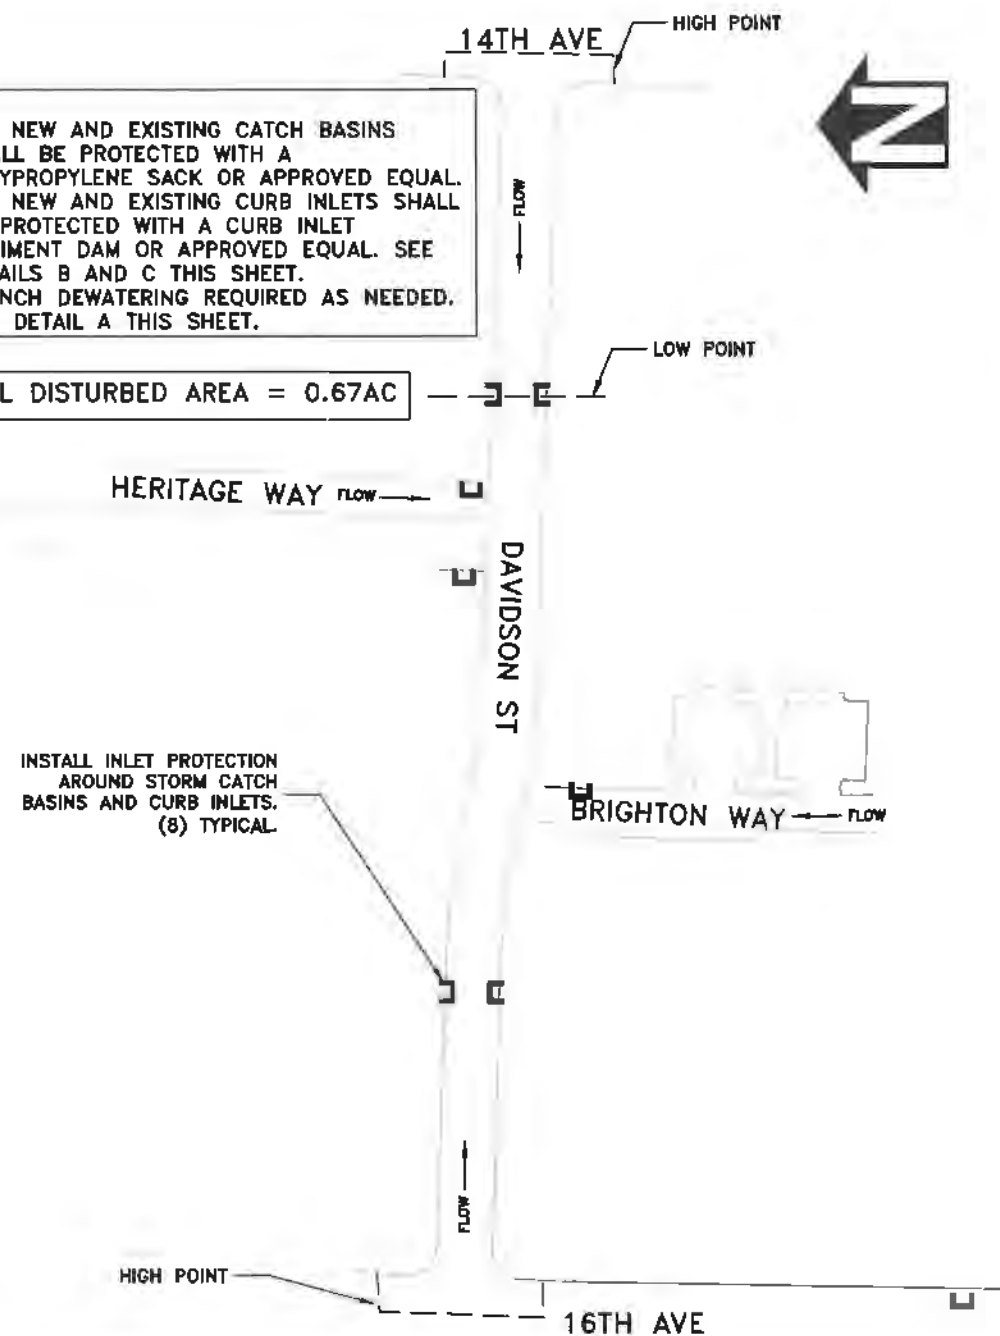 14TH AVE
HIGH POINT
N
NEW AND EXISTING CATCH BASINS
LL BE PROTECTED WITH A
YPROPYLENE SACK OR APPROVED EQUAL.
NEW AND EXISTING CURB INLETS SHALL
PROTECTED WITH A CURB INLET
IMENT DAM OR APPROVED EQUAL. SEE
AILS B AND C THIS SHEET.
NCH DEWATERING REQUIRED AS NEEDED.
DETAIL A THIS SHEET.
FLOW
LOW POINT
L DISTURBED AREA = 0.67AC
HERITAGE WAY FLOW
DAVIDSON ST
INSTALL INLET PROTECTION
AROUND STORM CATCH
BASINS AND CURB INLETS.
(8) TYPICAL
BRIGHTON WAY FLOW
FLOW
HIGH POINT
16TH AVE